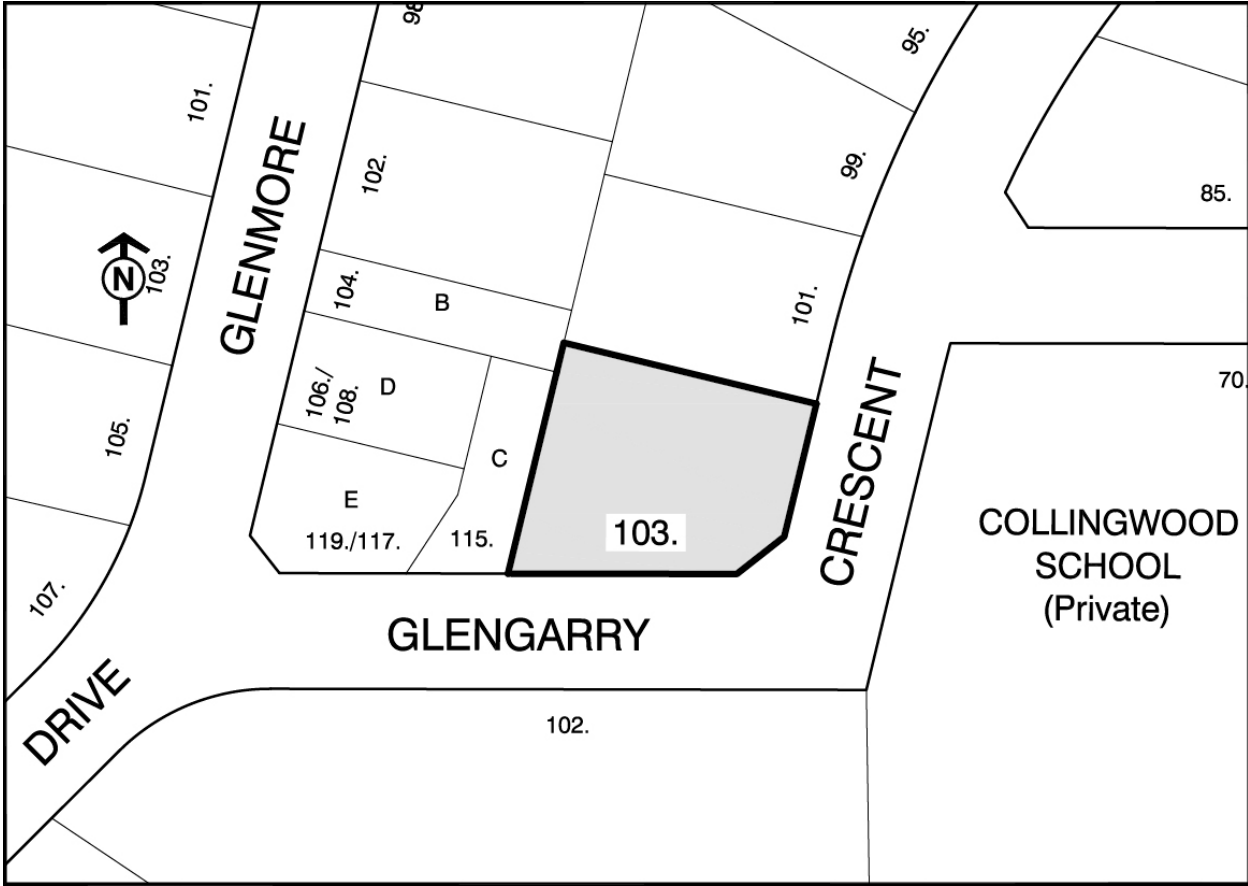 98
95.
101.
99.
102.
85.
GLENMORE
N
103.
104.
B
101.
106./
108.
D
70.
105.
C
CRESCENT
E
119./117.
115.
103.
COLLINGWOOD
SCHOOL
(Private)
107.
GLENGARRY
DRIVE
102.